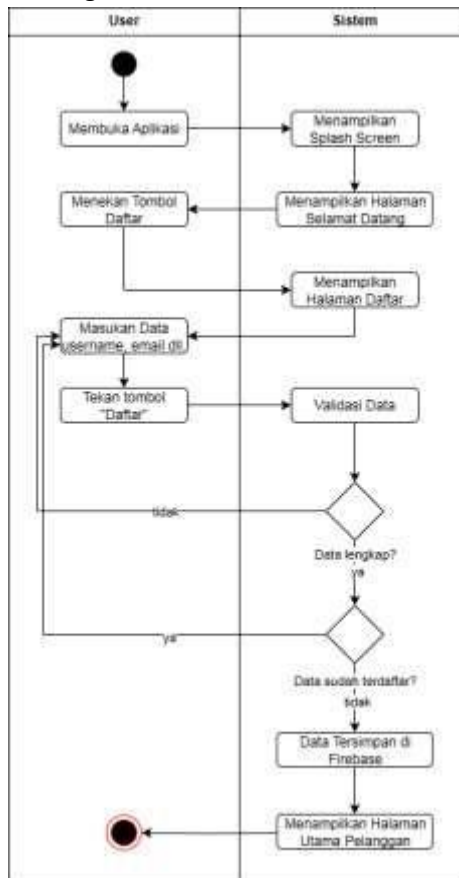 User
Sistem
Membuka Aplikasi
Menampilkan
Splash Screen
Menekan Tombol
Daftar
Menampilkan Halaman
Selamat Datang
Menampilkan
Halaman Daftar
Masukan Data
username, email dll
Tekan tombol
"Daftar"
Validasi Data
tidak
Data lengkap?
ya
ya
Data sudah terdaftar?
tidak
Data Tersimpan di
Firebase
Menampilkan Halaman
Utama Pelanggan